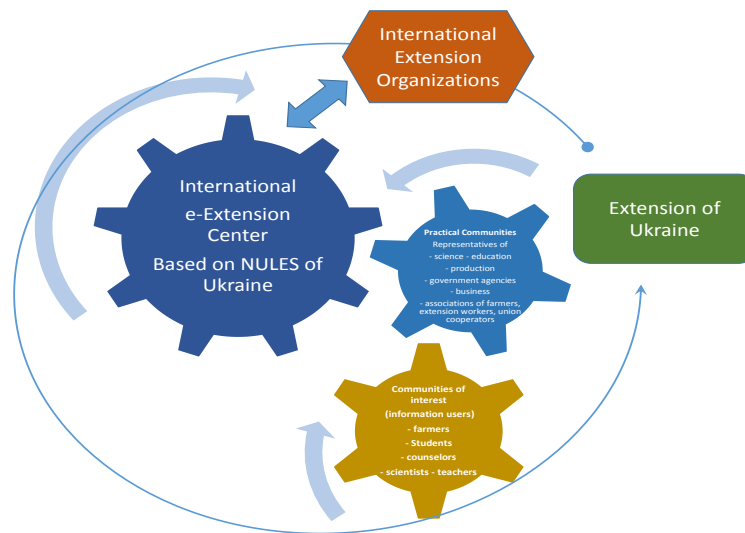 International
Extension
Organizations
International
e-Extension
Center
Based on NULES of
Ukraine
Extension of
Ukraine
Practical Communities
Representatives of
- science - education
- production
- government agencies
- business
- associations of farmers,
extension workers, union
cooperators
Communities of
interest
(information users)
- farmers
- Students
- counselors
- scientists - teachers